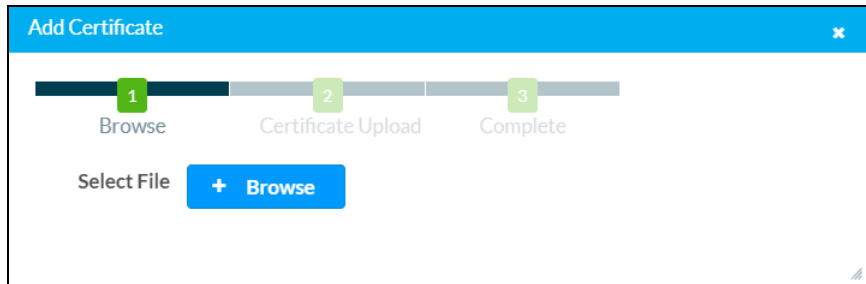 Add Certificate
1 2 3
Browse Certificate Upload Complete
Select File + Browse